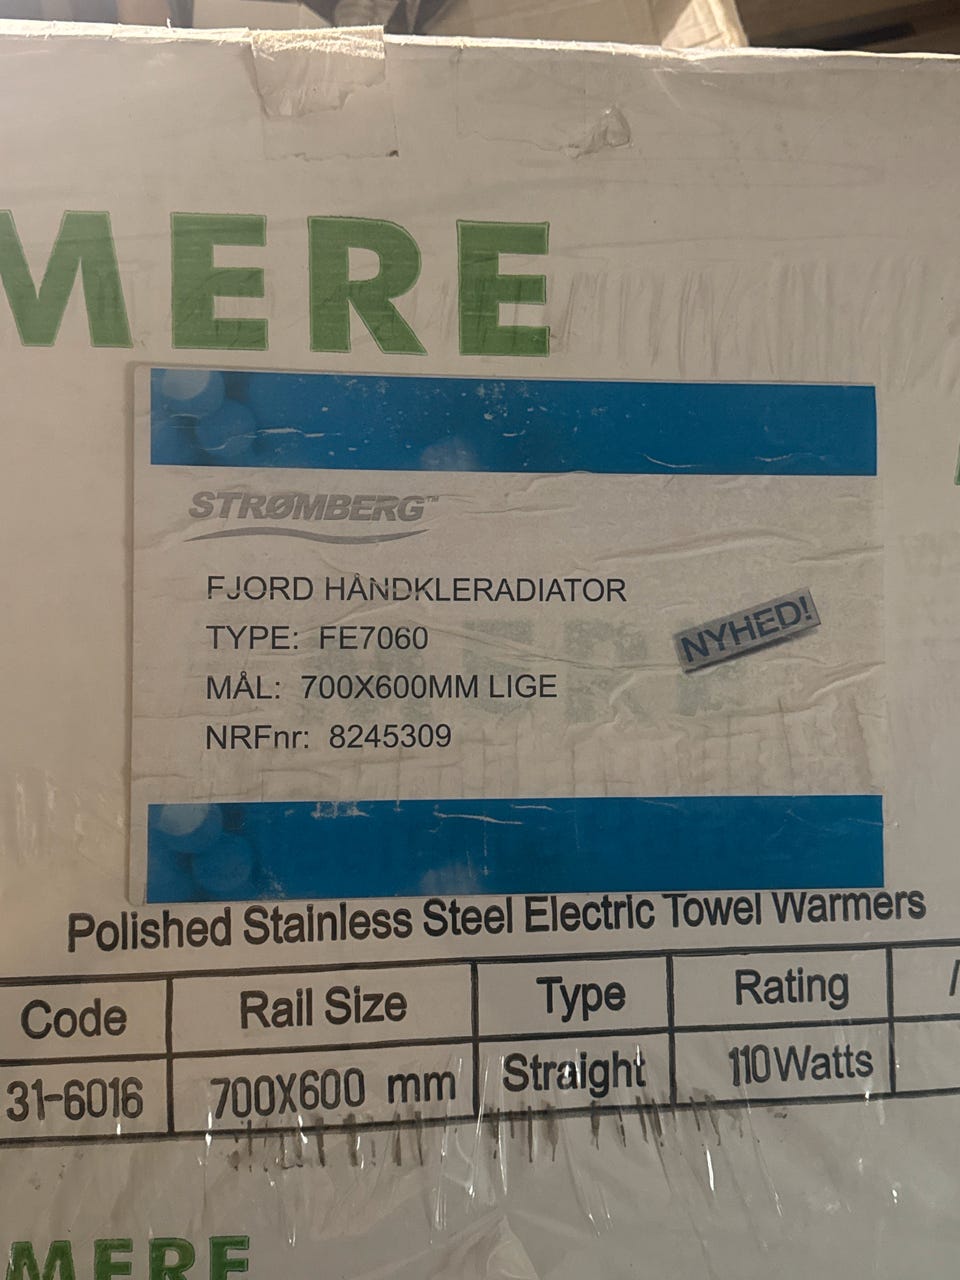 MERE
STRØMBERG™
FJORD HÅNDKLERADIATOR
TYPE: FE7060
MÅL: 700X600MM LIGE
NRFnr: 8245309
NYHED!
Polished Stainless Steel Electric Towel Warmers
Code Rail Size Type Rating
31-6016 700X600 mm Straight 110Watts
MERE